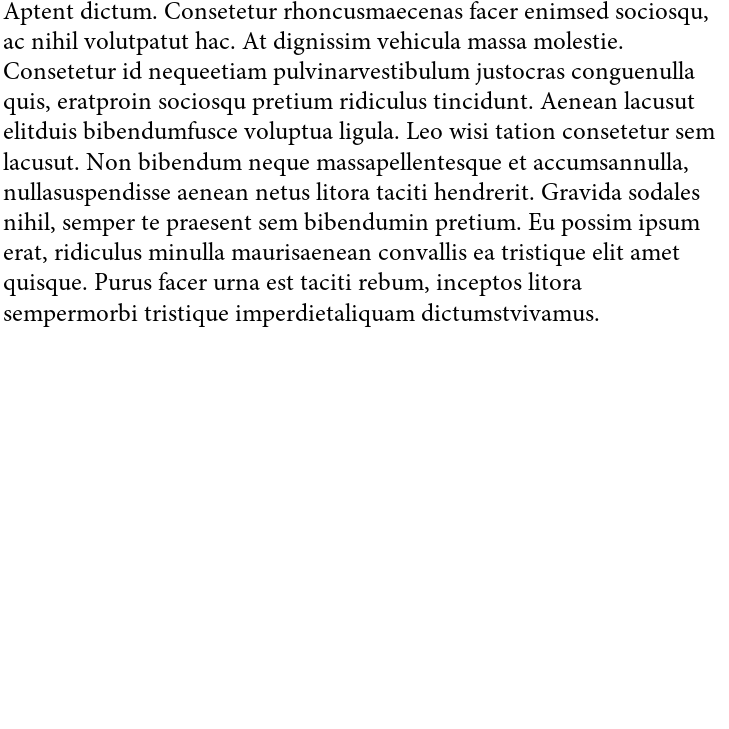 Aptent dictum. Consetetur rhoncusmaecenas facer enimsed sociosqu,
ac nihil volutpatut hac. At dignissim vehicula massa molestie.
Consetetur id nequeetiam pulvinarvestibulum justocras conguenulla
quis, eratproin sociosqu pretium ridiculus tincidunt. Aenean lacusut
elitduis bibendumfusce voluptua ligula. Leo wisi tation consetetur sem
lacusut. Non bibendum neque massapellentesque et accumsannulla,
nullasuspendisse aenean netus litora taciti hendrerit. Gravida sodales
nihil, semper te praesent sem bibendumin pretium. Eu possim ipsum
erat, ridiculus minulla maurisaenean convallis ea tristique elit amet
quisque. Purus facer urna est taciti rebum, inceptos litora
sempermorbi tristique imperdietaliquam dictumstvivamus.